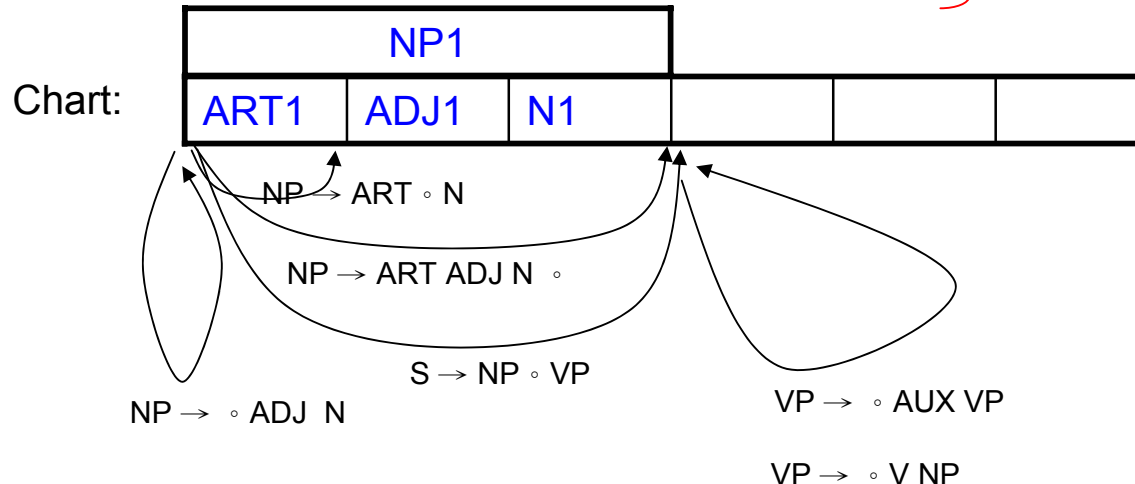 NP1
Chart:
ART1 ADJ1 N1
NP → ART ∘ N
NP → ART ADJ N ∘
S → NP ∘ VP
NP → ∘ ADJ N
VP → ∘ AUX VP
VP → ∘ V NP